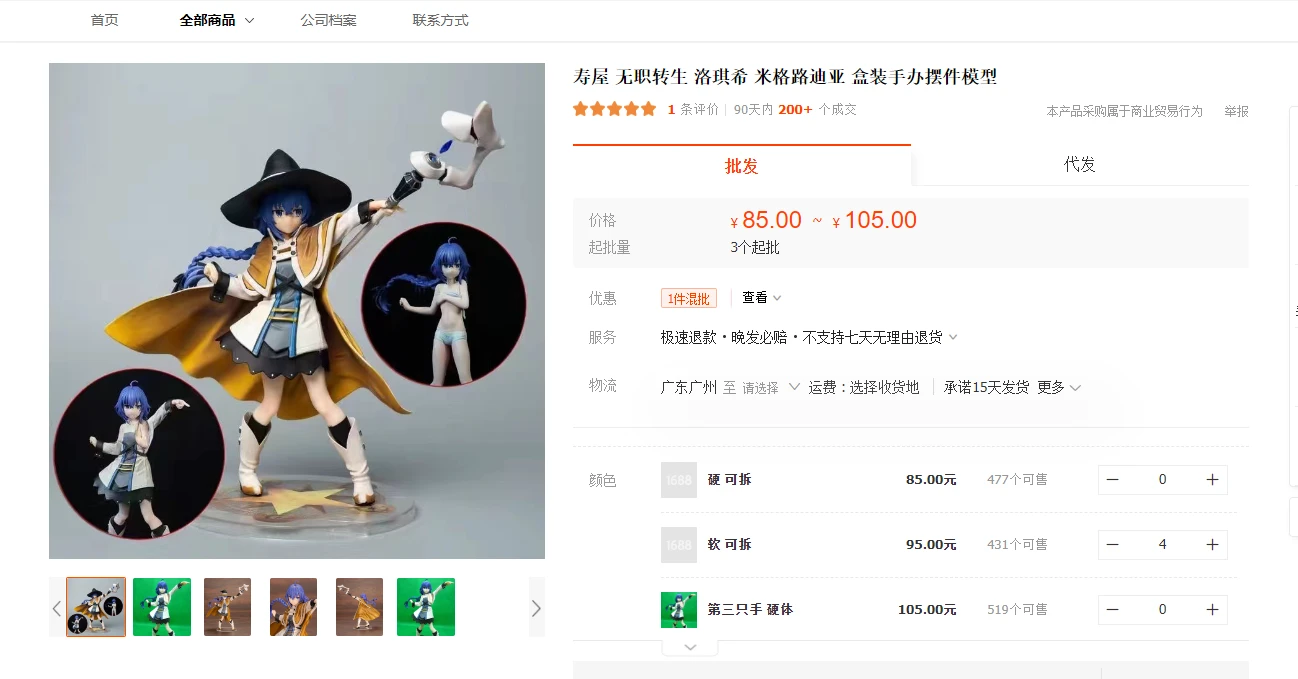 首页 全部商品 公司档案 联系方式
寿屋 无职转生 洛琪希 米格路迪亚 盒装手办摆件模型
1 条评价 90天内 200+ 个成交 本产品采购属于商业贸易行为 举报
批发 代发
价格 ¥ 85.00 ~ ¥ 105.00
起批量 3个起批
优惠 1件混批 查看
服务 极速退款·晚发必赔·不支持七天无理由退货
物流 广东广州 至 请选择 运费：选择收货地 承诺15天发货 更多
颜色 1688 硬 可拆 85.00元 477个可售 0
1688 软 可拆 95.00元 431个可售 4
第三只手 硬体 105.00元 519个可售 0